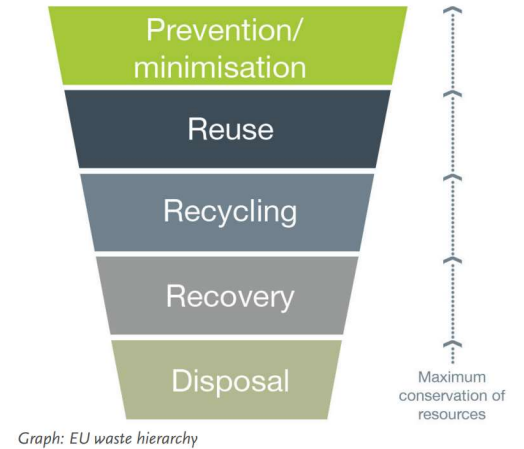 Prevention/
minimisation
Reuse
Recycling
Recovery
Disposal
Maximum
conservation of
resources
Graph: EU waste hierarchy